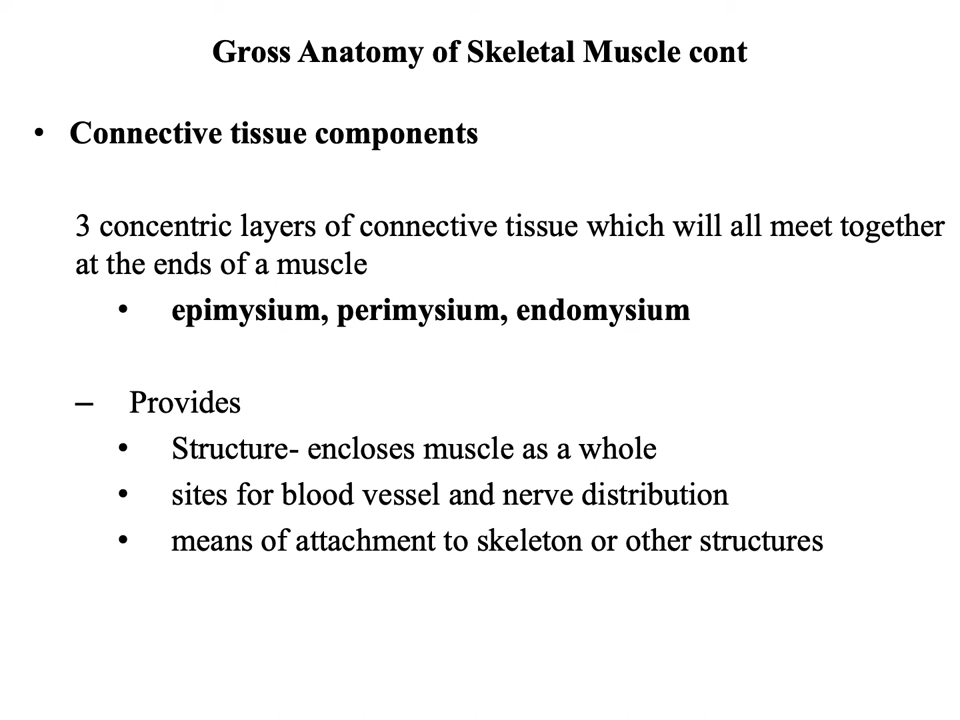 Gross Anatomy of Skeletal Muscle cont
• Connective tissue components
3 concentric layers of connective tissue which will all meet together
at the ends of a muscle
• epimysium, perimysium, endomysium
– Provides
• Structure- encloses muscle as a whole
• sites for blood vessel and nerve distribution
• means of attachment to skeleton or other structures